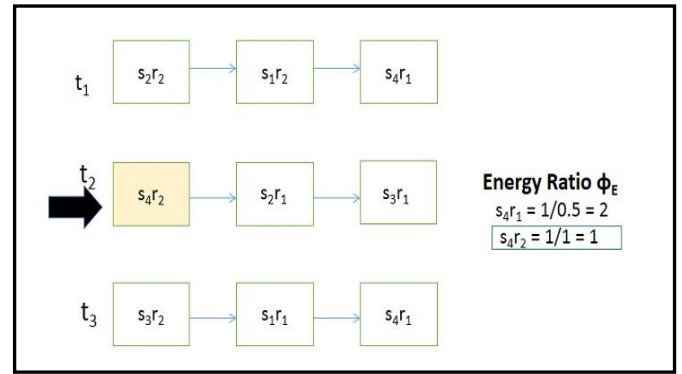 t₁ s₂r₂ s₁r₂ s₄r₁
t₂ s₄r₂ s₂r₁ s₃r₁
Energy Ratio ϕ_E
s₄r₁ = 1/0.5 = 2
s₄r₂ = 1/1 = 1
t₃ s₃r₂ s₁r₁ s₄r₁